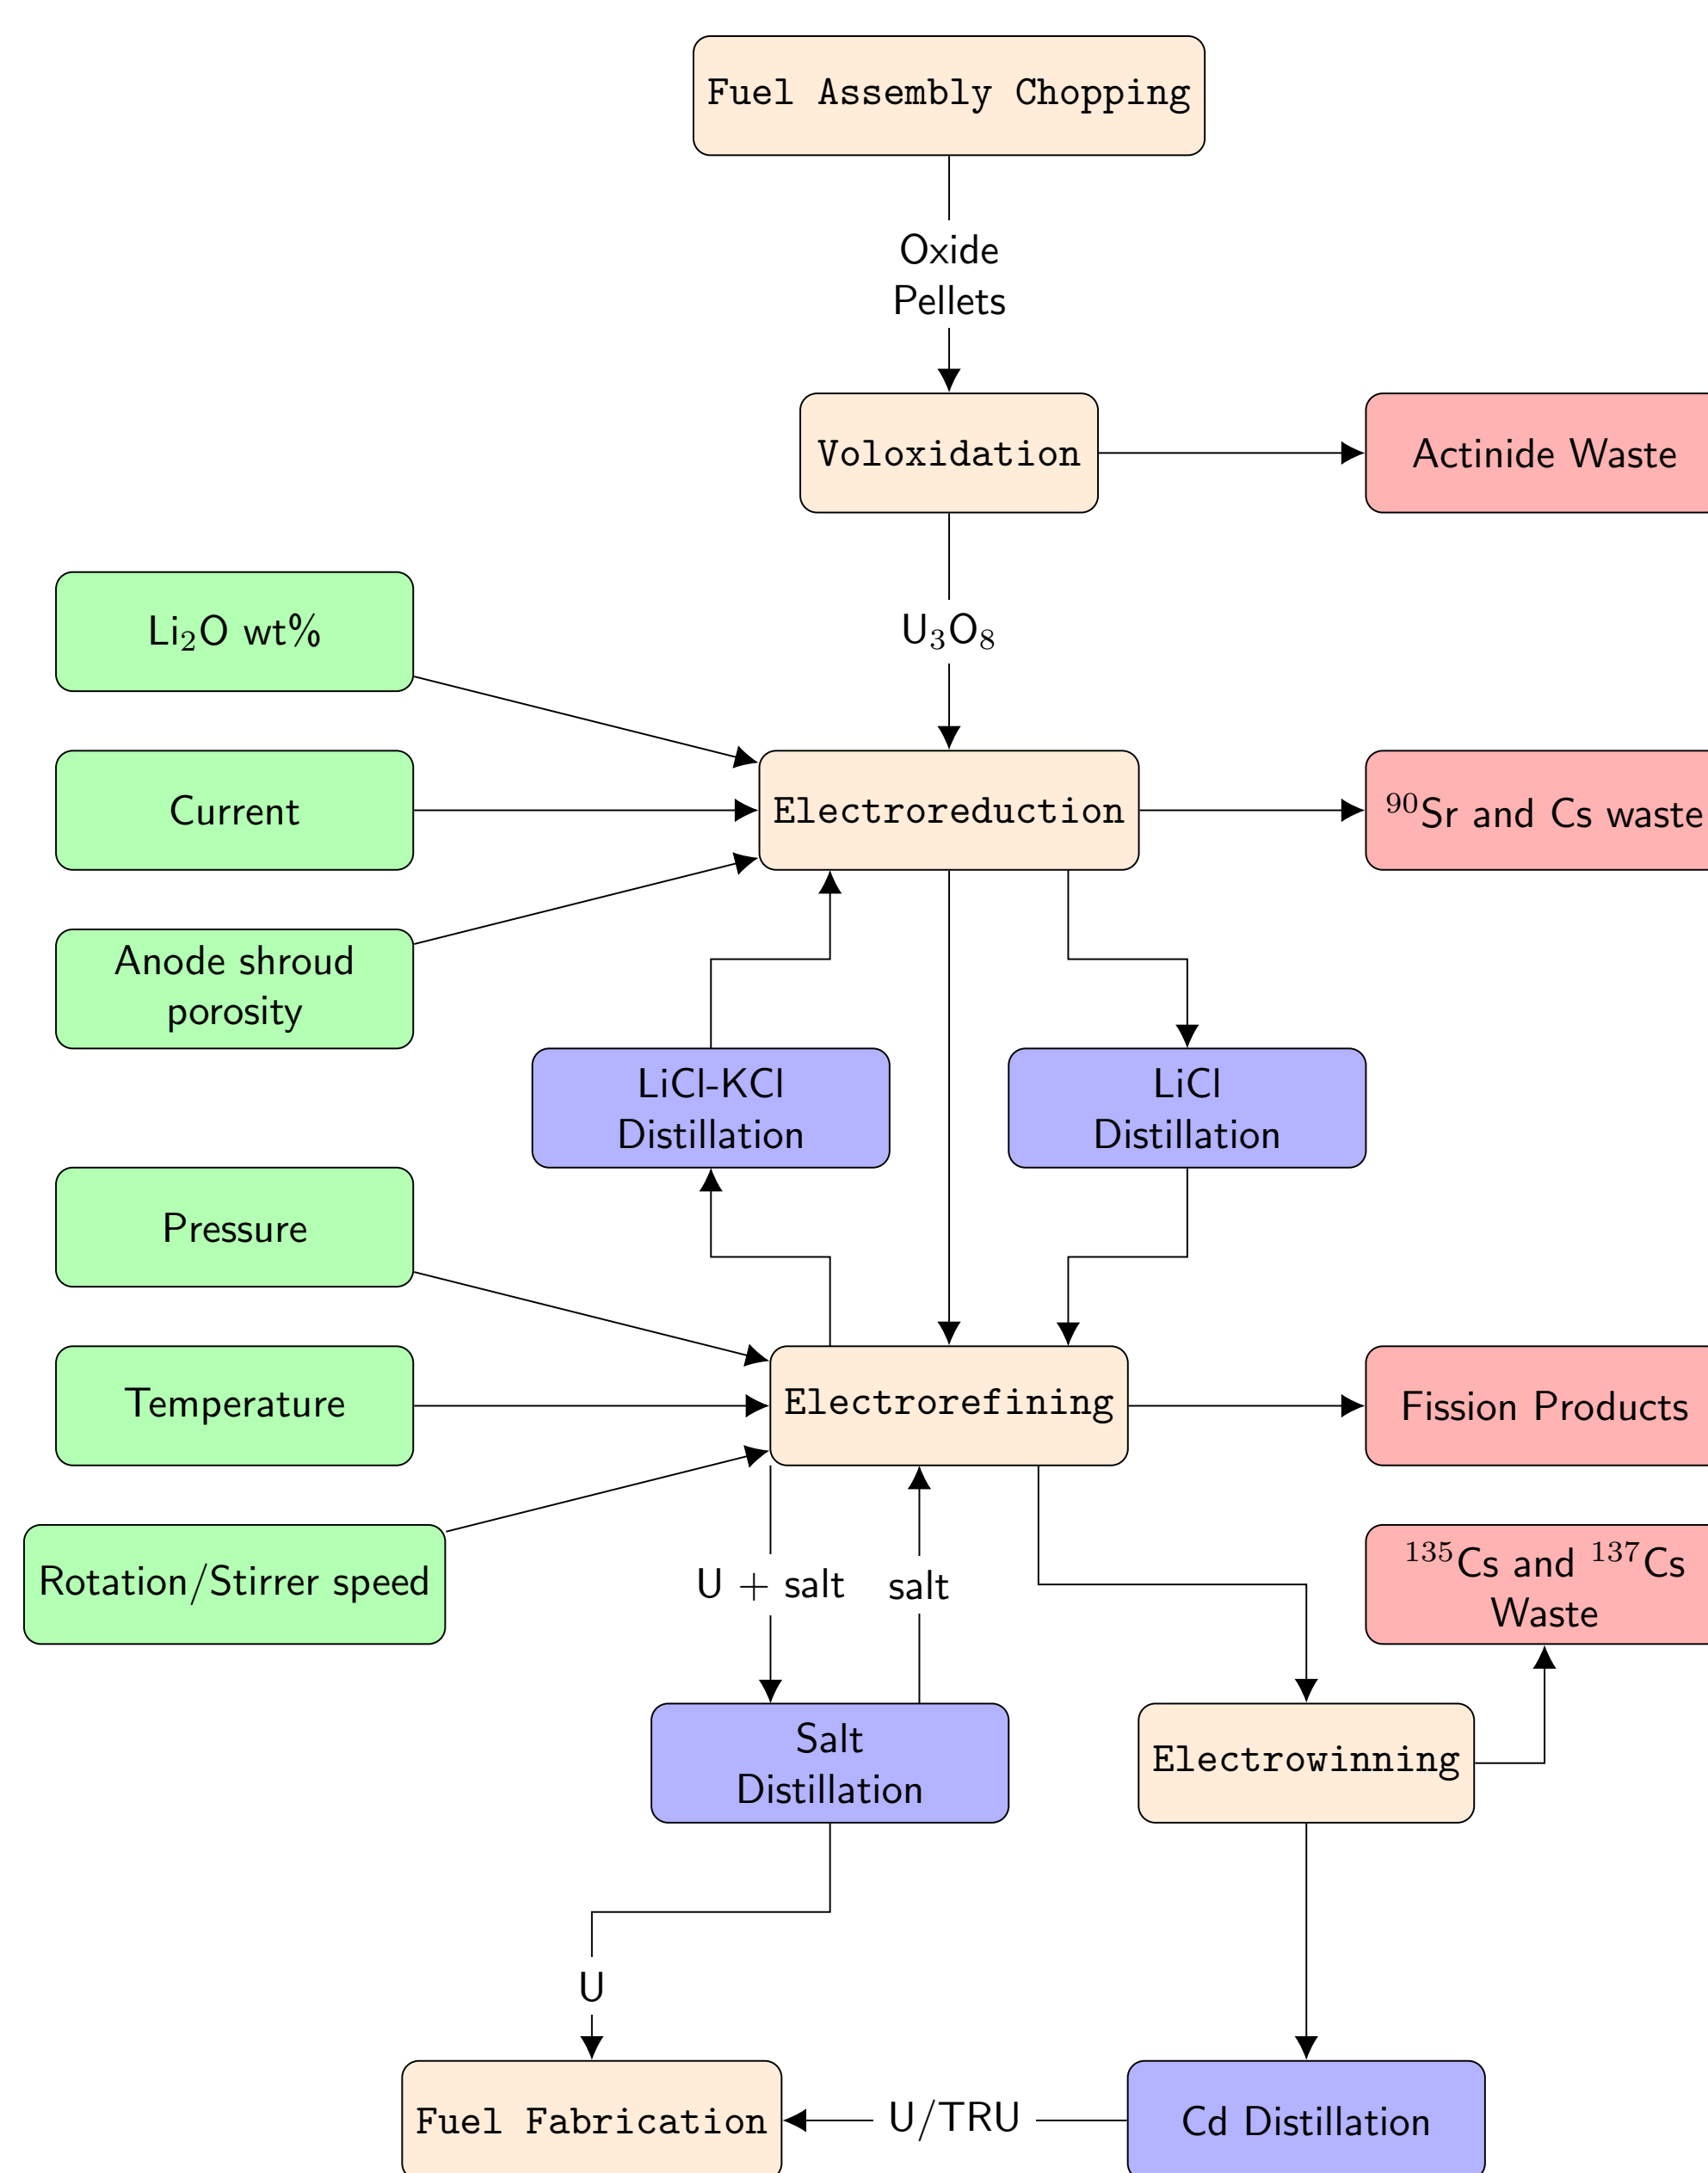 Fuel Assembly Chopping
Oxide
Pellets
Voloxidation
Actinide Waste
Li₂O wt%
U₃O₈
Current
Electroreduction
⁹⁰Sr and Cs waste
Anode shroud
porosity
LiCl-KCl
Distillation
LiCl
Distillation
Pressure
Temperature
Electrorefining
Fission Products
Rotation/Stirrer speed
U + salt
salt
¹³⁵Cs and ¹³⁷Cs
Waste
Salt
Distillation
Electrowinning
U
Fuel Fabrication
U/TRU
Cd Distillation